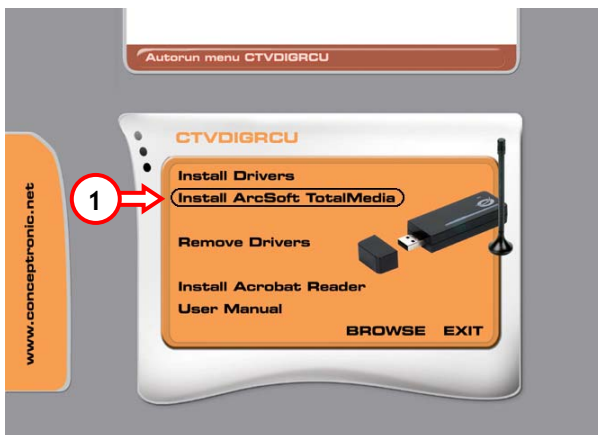 Autorun menu CTVDIGRCU
CTVDIGRCU
Install Drivers
1
Install ArcSoft TotalMedia
Remove Drivers
Install Acrobat Reader
User Manual
BROWSE EXIT
www.conceptronic.net